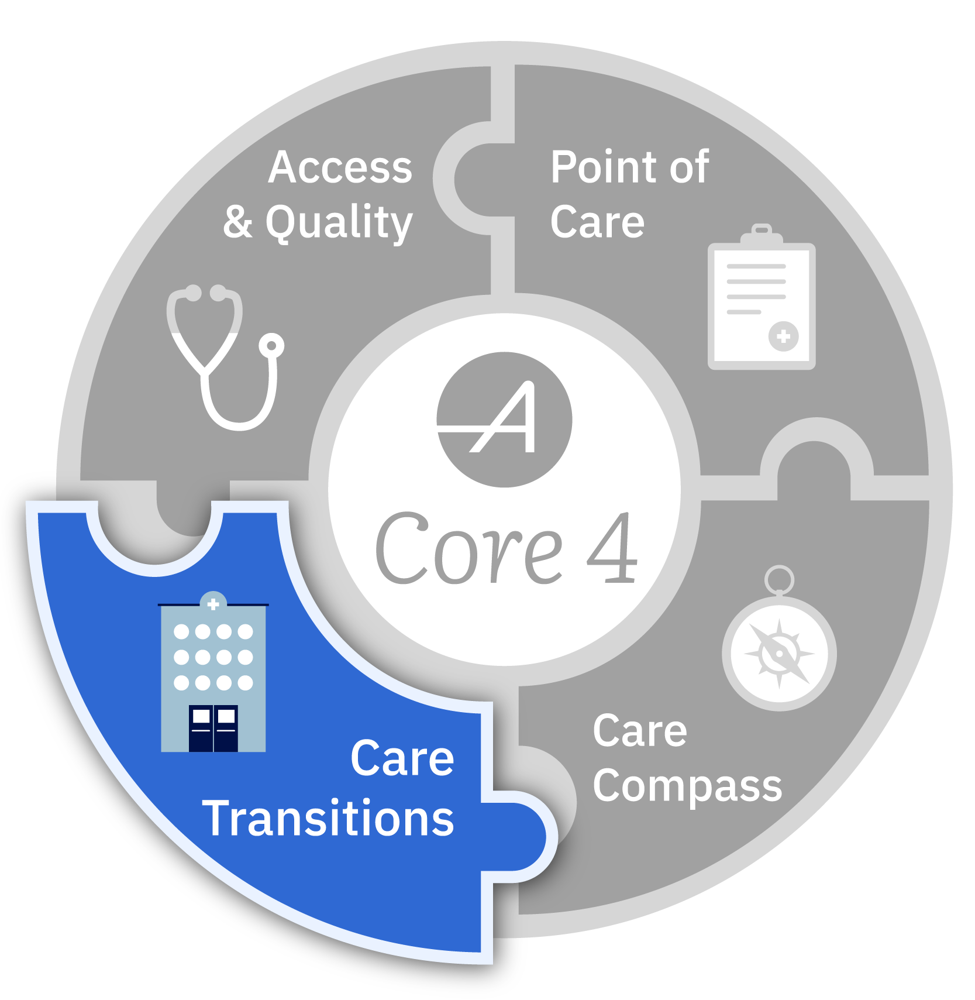 Access
& Quality
Point of
Care
A
Core 4
Care
Transitions
Care
Compass